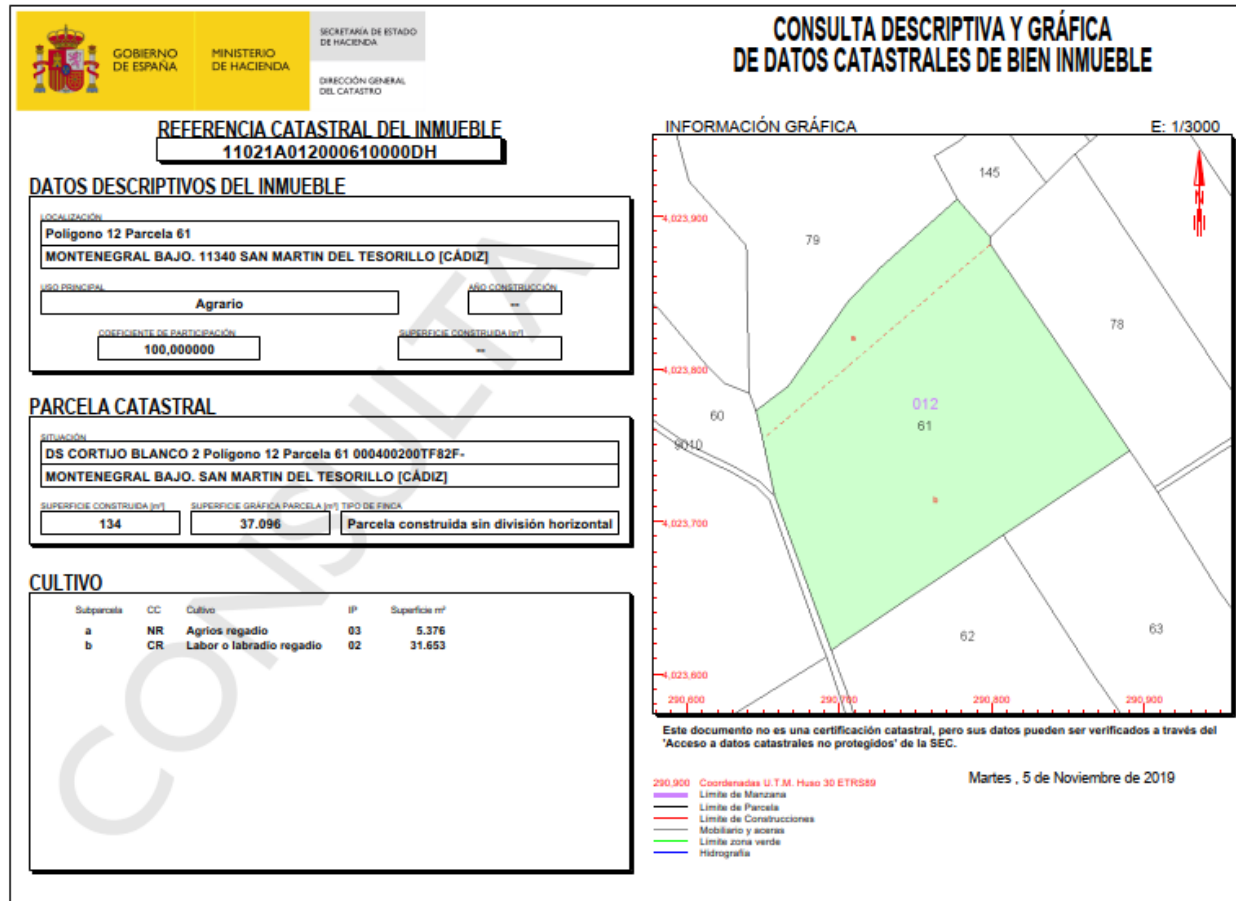 GOBIERNO
DE ESPAÑA
MINISTERIO
DE HACIENDA
SECRETARÍA DE ESTADO
DE HACIENDA
DIRECCIÓN GENERAL
DEL CATASTRO
CONSULTA DESCRIPTIVA Y GRÁFICA
DE DATOS CATASTRALES DE BIEN INMUEBLE
REFERENCIA CATASTRAL DEL INMUEBLE
11021A012000610000DH
DATOS DESCRIPTIVOS DEL INMUEBLE
LOCALIZACIÓN
Polígono 12 Parcela 61
MONTENEGRAL BAJO. 11340 SAN MARTIN DEL TESORILLO [CÁDIZ]
USO PRINCIPAL
Agrario
AÑO CONSTRUCCIÓN
--
COEFICIENTE DE PARTICIPACIÓN
100,000000
SUPERFICIE CONSTRUIDA [m²]
--
PARCELA CATASTRAL
SITUACIÓN
DS CORTIJO BLANCO 2 Polígono 12 Parcela 61 000400200TF82F-
MONTENEGRAL BAJO. SAN MARTIN DEL TESORILLO [CÁDIZ]
SUPERFICIE CONSTRUIDA [m²]
134
SUPERFICIE GRÁFICA PARCELA [m²]
37.096
TIPO DE FINCA
Parcela construida sin división horizontal
CULTIVO
Subparcela CC Cultivo IP Superficie m²
a NR Agrios regadío 03 5.376
b CR Labor o labradío regadío 02 31.653
CONSULTA
INFORMACIÓN GRÁFICA E: 1/3000
145
N
4,023,900
79
78
4,023,800
012
61
60
9010
4,023,700
62
63
4,023,600
290,600
290,700
290,800
290,900
Este documento no es una certificación catastral, pero sus datos pueden ser verificados a través del
'Acceso a datos catastrales no protegidos' de la SEC.
Martes , 5 de Noviembre de 2019
290,900 Coordenadas U.T.M. Huso 30 ETRS89
Límite de Manzana
Límite de Parcela
Límite de Construcciones
Mobiliario y aceras
Límite zona verde
Hidrografía